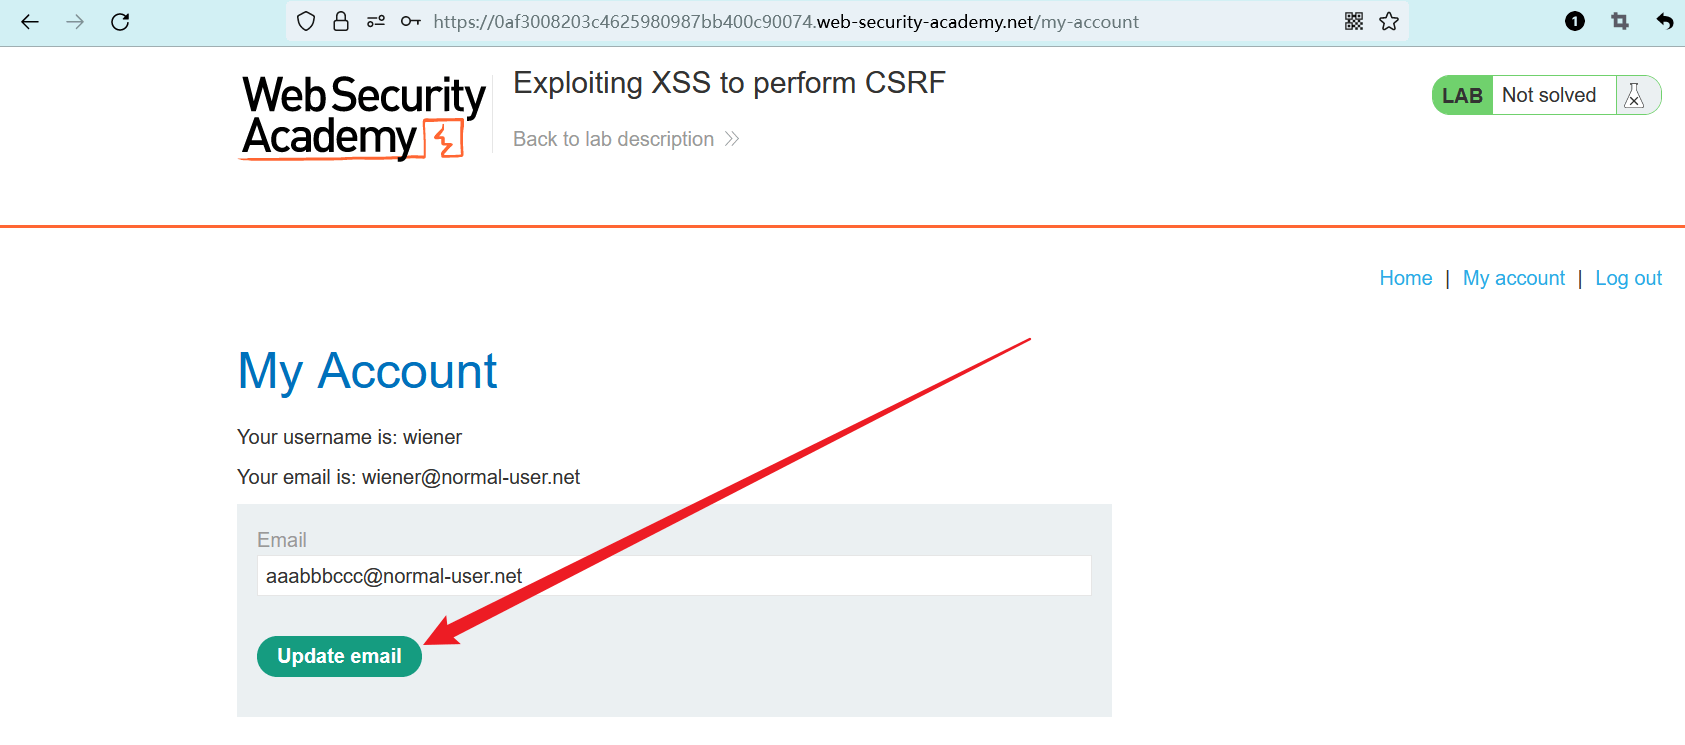 https://0af3008203c4625980987bb400c90074.web-security-academy.net/my-account
1
Web Security
Academy
Exploiting XSS to perform CSRF
Back to lab description
LAB Not solved
Home | My account | Log out
My Account
Your username is: wiener
Your email is: wiener@normal-user.net
Email
aaabbbccc@normal-user.net
Update email